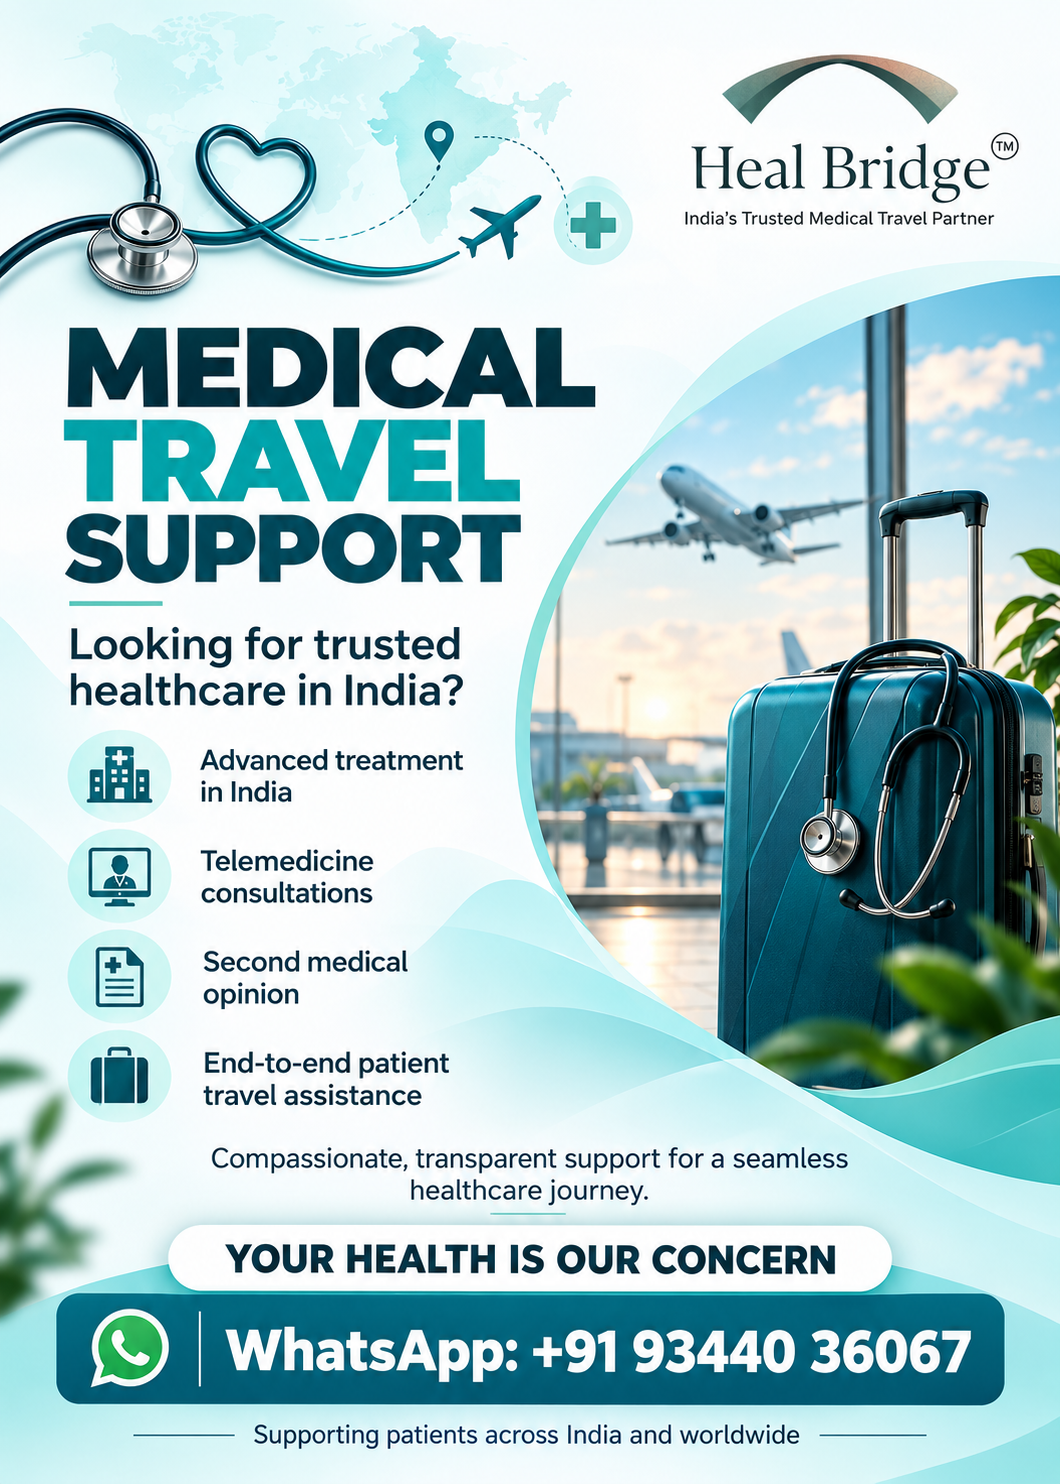 Heal Bridge™
India's Trusted Medical Travel Partner
MEDICAL
TRAVEL
SUPPORT
Looking for trusted
healthcare in India?
Advanced treatment
in India
Telemedicine
consultations
Second medical
opinion
End-to-end patient
travel assistance
Compassionate, transparent support for a seamless
healthcare journey.
YOUR HEALTH IS OUR CONCERN
WhatsApp: +91 93440 36067
Supporting patients across India and worldwide